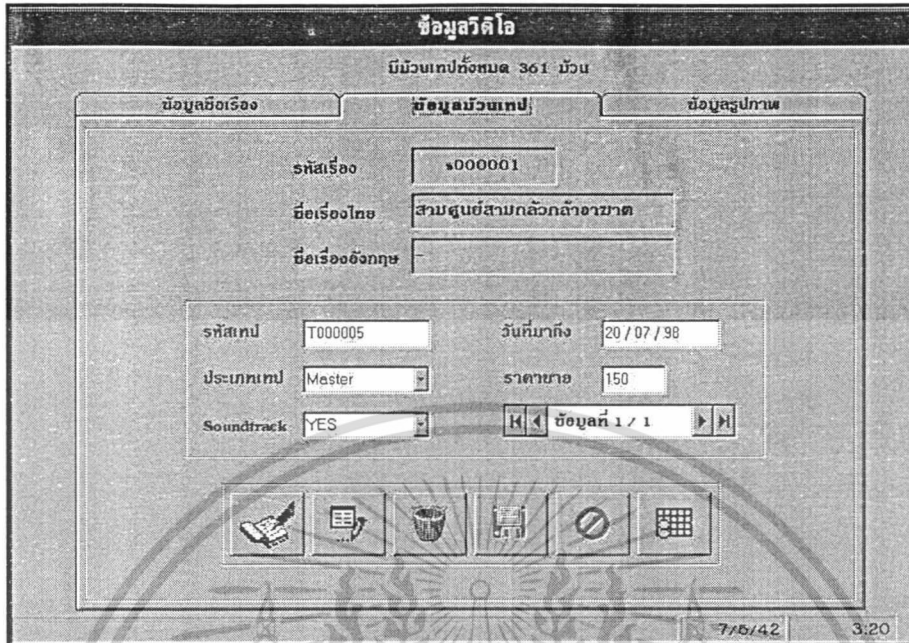 ข้อมูลวิดีโอ
มีม้วนเทปทั้งหมด 361 ม้วน
ข้อมูลชื่อเรื่อง ข้อมูลม้วนเทป ข้อมูลรูปภาพ
รหัสเรื่อง s000001
ชื่อเรื่องไทย สามศูนย์สามกลัวกล้าอาฆาต
ชื่อเรื่องอังกฤษ -
รหัสเทป T000005 วันที่มาถึง 20 / 07 / 98
ประเภทเทป Master ราคาขาย 150
Soundtrack YES ข้อมูลที่ 1 / 1
7/5/42 3:20